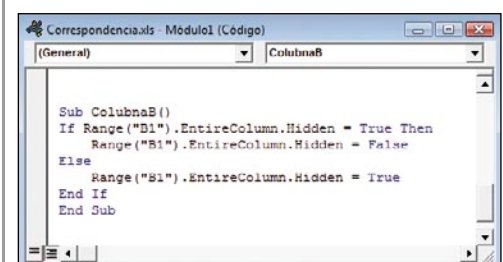 Correspondencia.xls - Módulo1 (Código)
(General) ColubnaB
Sub ColubnaB()
If Range("B1").EntireColumn.Hidden = True Then
Range("B1").EntireColumn.Hidden = False
Else
Range("B1").EntireColumn.Hidden = True
End If
End Sub